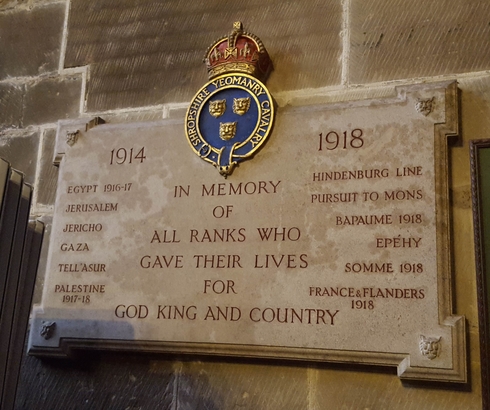 SHROPSHIRE YEOMANRY CAVALRY
1914
1918
EGYPT 1916-17
JERUSALEM
JERICHO
GAZA
TELL'ASUR
PALESTINE
1917-18
IN MEMORY
OF
ALL RANKS WHO
GAVE THEIR LIVES
FOR
GOD KING AND COUNTRY
HINDENBURG LINE
PURSUIT TO MONS
BAPAUME 1918
EPÉHY
SOMME 1918
FRANCE & FLANDERS
1918